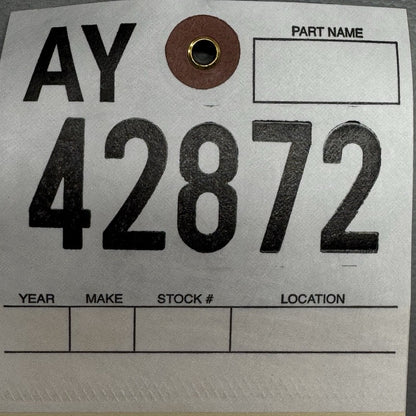 AY PART NAME
42872
YEAR MAKE STOCK # LOCATION